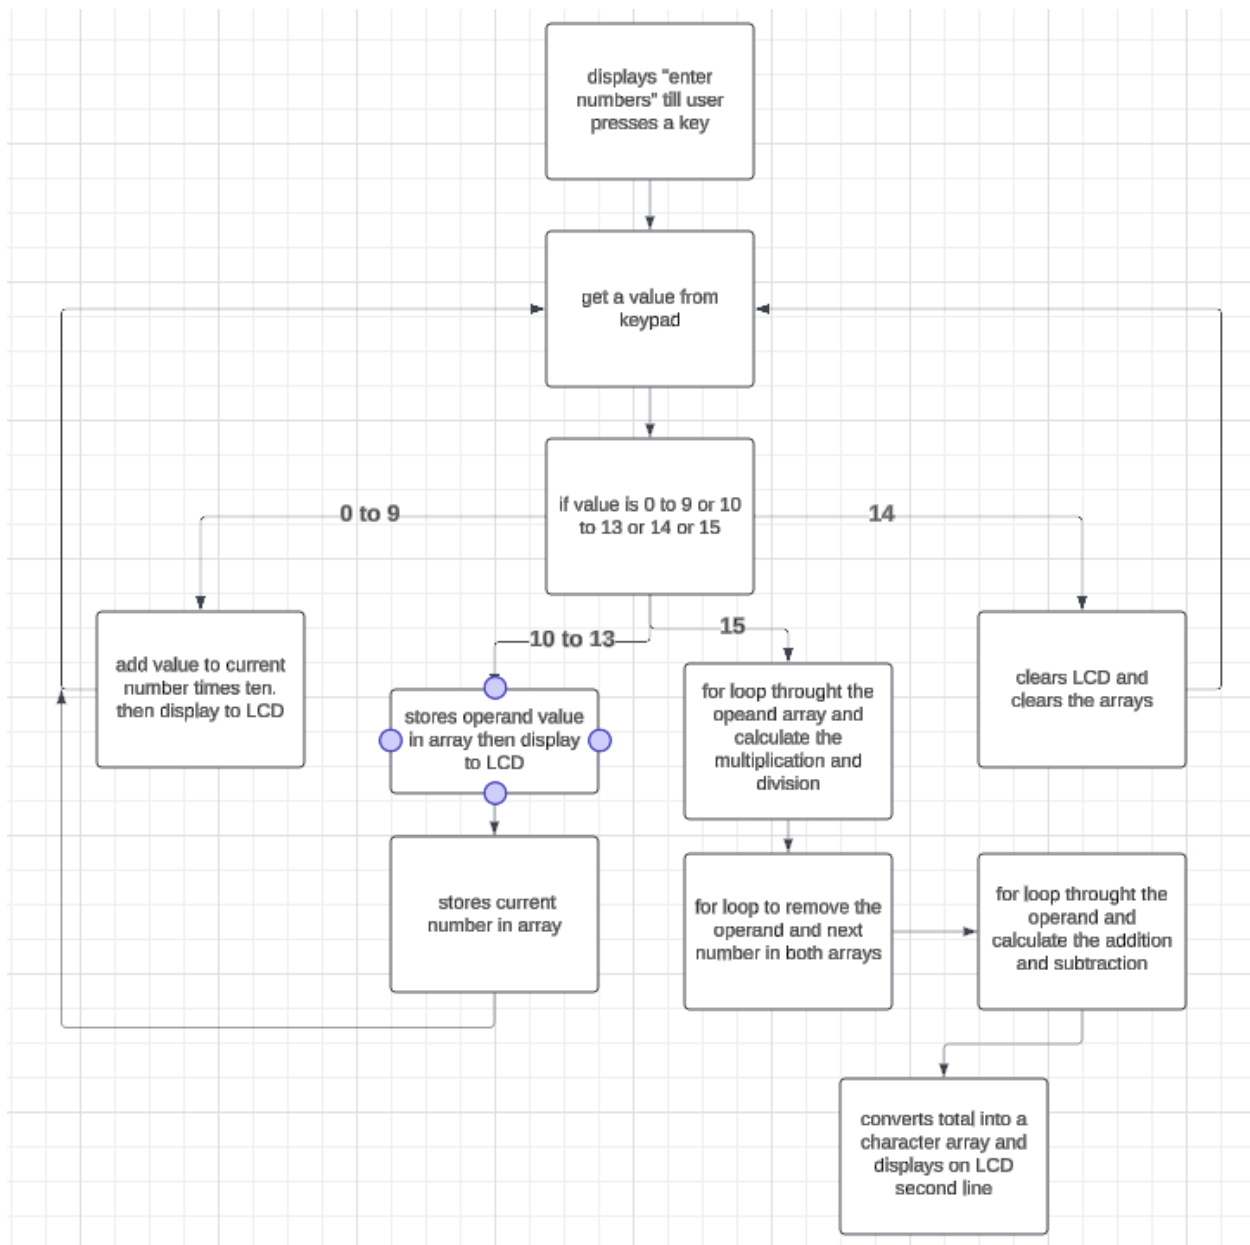 displays "enter
numbers" till user
presses a key
get a value from
keypad
if value is 0 to 9 or 10
to 13 or 14 or 15
0 to 9
14
10 to 13
15
add value to current
number times ten.
then display to LCD
stores operand value
in array then display
to LCD
for loop throught the
opeand array and
calculate the
multiplication and
division
clears LCD and
clears the arrays
stores current
number in array
for loop to remove the
operand and next
number in both arrays
for loop throught the
operand and
calculate the addition
and subtraction
converts total into a
character array and
displays on LCD
second line